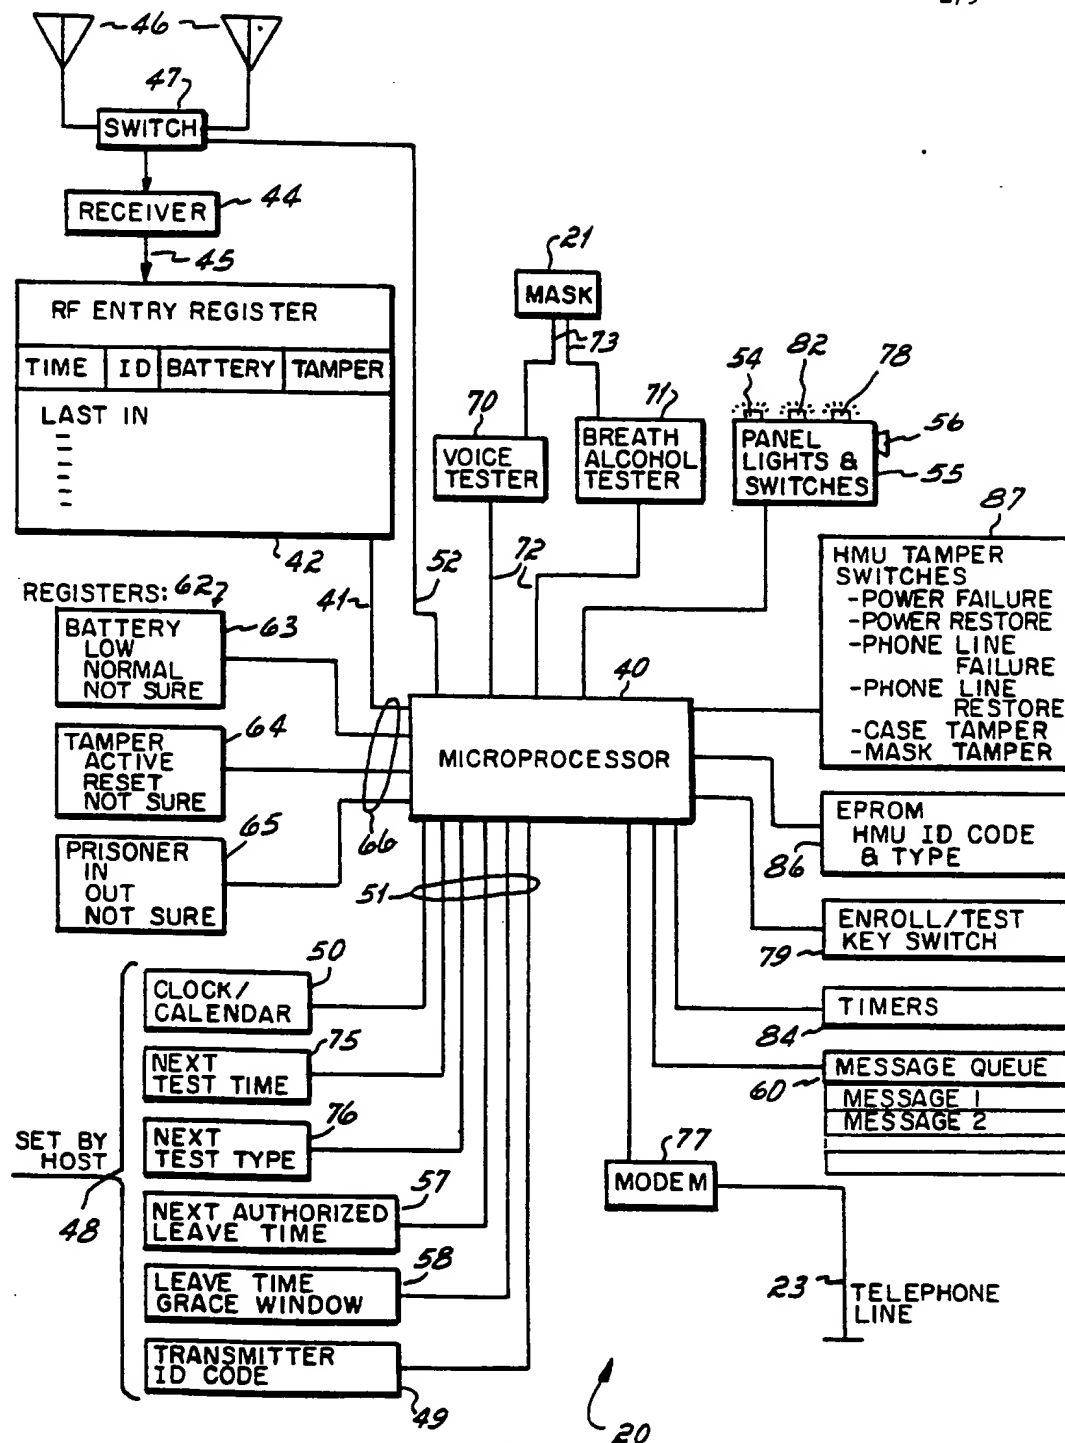 46
47
SWITCH
RECEIVER
44
45
RF ENTRY REGISTER
TIME ID BATTERY TAMPER
LAST IN
42
21
MASK
73
70
VOICE
TESTER
71
BREATH
ALCOHOL
TESTER
72
54 82 78
PANEL
LIGHTS &
SWITCHES
56
55
87
HMU TAMPER
SWITCHES
-POWER FAILURE
-POWER RESTORE
-PHONE LINE
FAILURE
-PHONE LINE
RESTORE
-CASE TAMPER
-MASK TAMPER
41
52
REGISTERS: 62
BATTERY
LOW
NORMAL
NOT SURE
63
TAMPER
ACTIVE
RESET
NOT SURE
64
PRISONER
IN
OUT
NOT SURE
65
66
40
MICROPROCESSOR
51
EPROM
HMU ID CODE
& TYPE
86
ENROLL/TEST
KEY SWITCH
79
TIMERS
84
MESSAGE QUEUE
60
MESSAGE 1
MESSAGE 2
SET BY
HOST
48
CLOCK/
CALENDAR
50
NEXT
TEST TIME
75
NEXT
TEST TYPE
76
NEXT AUTHORIZED
LEAVE TIME
57
LEAVE TIME
GRACE WINDOW
58
TRANSMITTER
ID CODE
49
77
MODEM
23
TELEPHONE
LINE
20